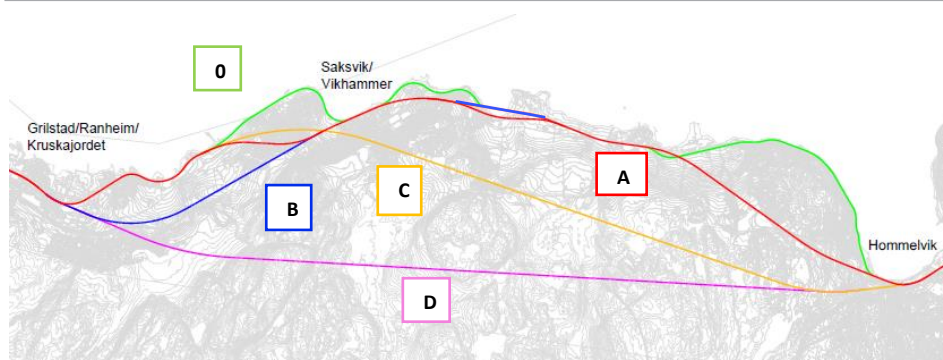 0
Saksvik/
Vikhammer
Grilstad/Ranheim/
Kruskajordet
A
C
B
Hommelvik
D